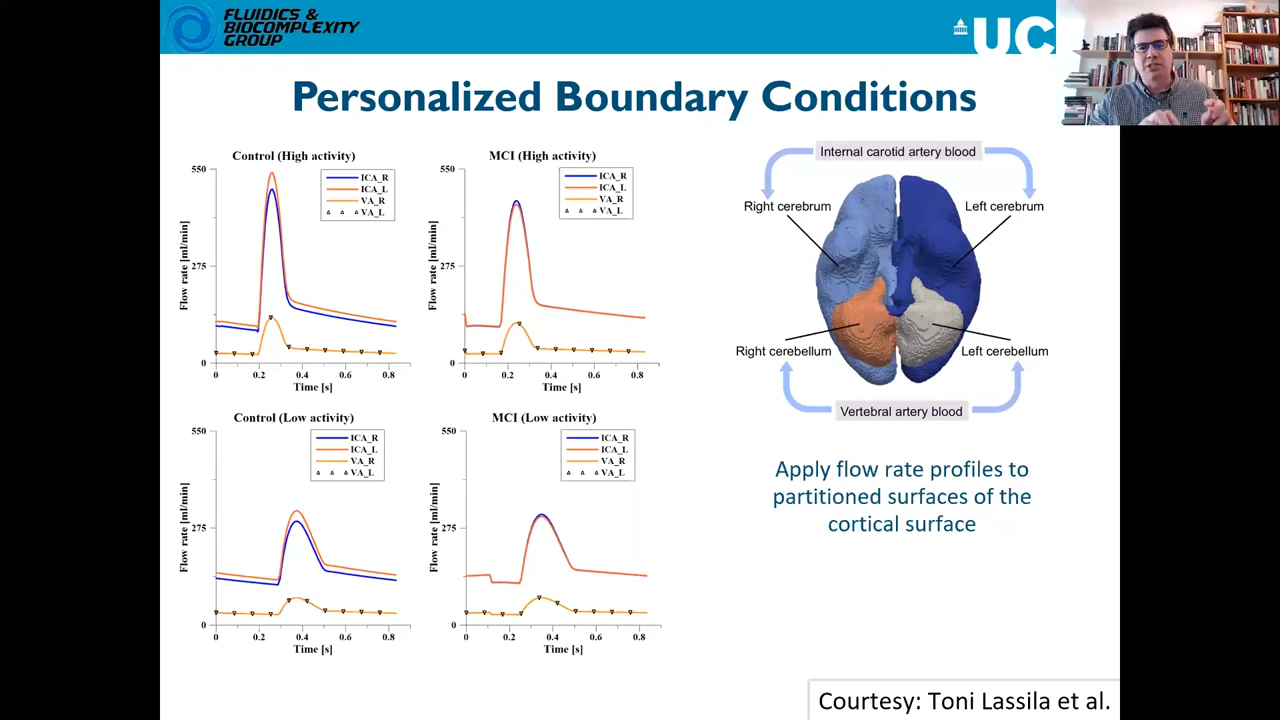 FLUIDICS &
BIOCOMPLEXITY
GROUP
UC
Personalized Boundary Conditions
Control (High activity)
550
275
0
Flow rate [ml/min]
ICA_R
ICA_L
VA_R
VA_L
0 0.2 0.4 0.6 0.8
Time [s]
MCI (High activity)
550
275
0
Flow rate [ml/min]
ICA_R
ICA_L
VA_R
VA_L
0 0.2 0.4 0.6 0.8
Time [s]
Control (Low activity)
550
275
0
Flow rate [ml/min]
ICA_R
ICA_L
VA_R
VA_L
0 0.2 0.4 0.6 0.8
Time [s]
MCI (Low activity)
550
275
0
Flow rate [ml/min]
ICA_R
ICA_L
VA_R
VA_L
0 0.2 0.4 0.6 0.8
Time [s]
Internal carotid artery blood
Right cerebrum
Left cerebrum
Right cerebellum
Left cerebellum
Vertebral artery blood
Apply flow rate profiles to
partitioned surfaces of the
cortical surface
Courtesy: Toni Lassila et al.